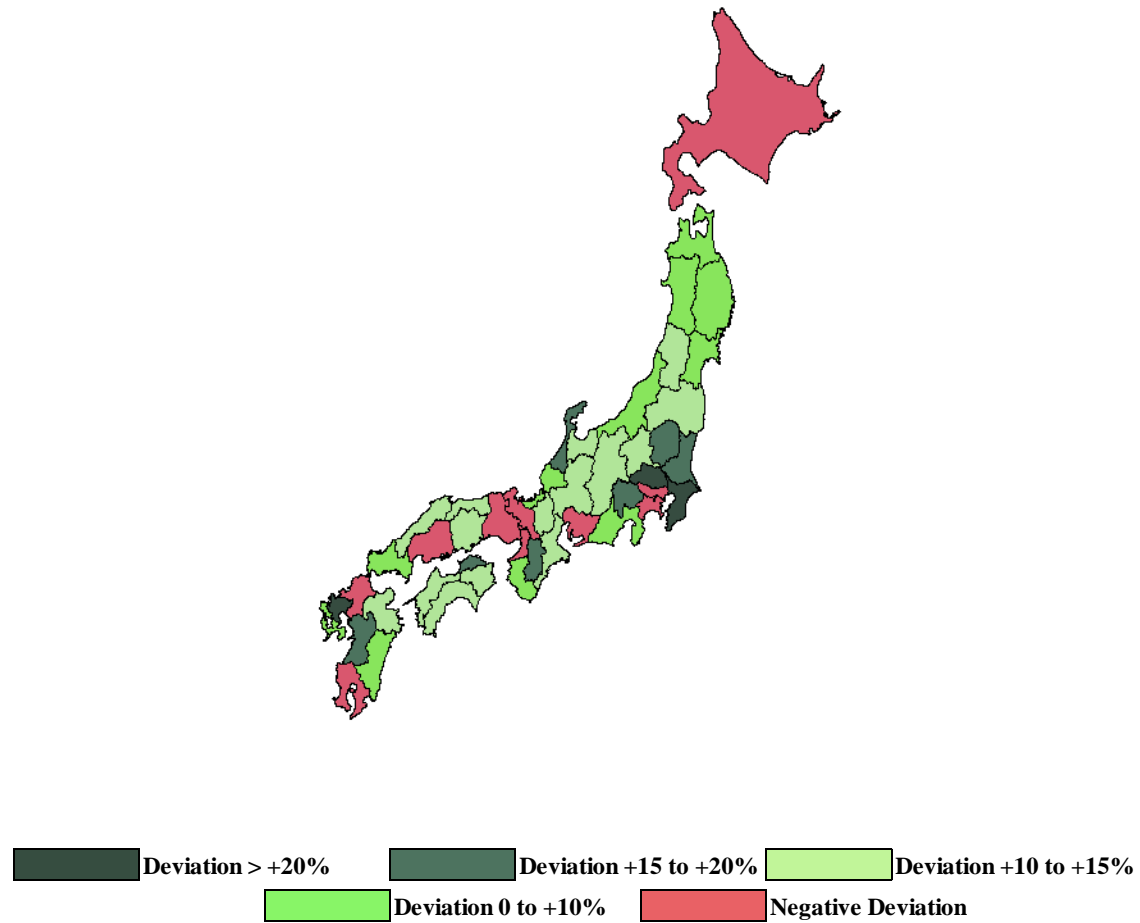 Deviation > +20% Deviation +15 to +20% Deviation +10 to +15%
Deviation 0 to +10% Negative Deviation